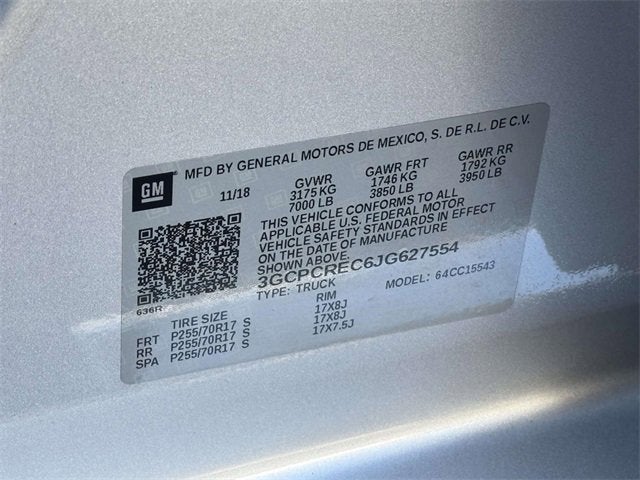 MFD BY GENERAL MOTORS DE MEXICO, S. DE R.L. DE C.V.
GM
11/18
GVWR GAWR FRT GAWR RR
3175 KG 1746 KG 1792 KG
7000 LB 3850 LB 3950 LB
THIS VEHICLE CONFORMS TO ALL
APPLICABLE U.S. FEDERAL MOTOR
VEHICLE SAFETY STANDARDS IN EFFECT
ON THE DATE OF MANUFACTURE
SHOWN ABOVE.
3GCPCREC6JG627554
TYPE: TRUCK MODEL: 64CC15543
636R
TIRE SIZE RIM
FRT P255/70R17 S 17X8J
RR P255/70R17 S 17X8J
SPA P255/70R17 S 17X7.5J